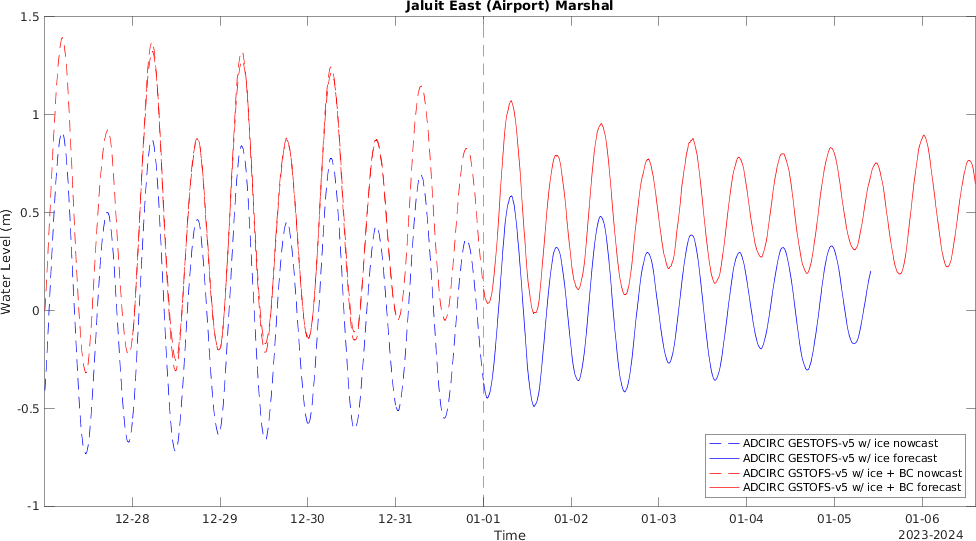 Jaluit East (Airport) Marshal
1.5
1
0.5
0
-0.5
-1
Water Level (m)
12-28 12-29 12-30 12-31 01-01 01-02 01-03 01-04 01-05 01-06
Time
2023-2024
ADCIRC GESTOFS-v5 w/ ice nowcast
ADCIRC GESTOFS-v5 w/ ice forecast
ADCIRC GSTOFS-v5 w/ ice + BC nowcast
ADCIRC GSTOFS-v5 w/ ice + BC forecast